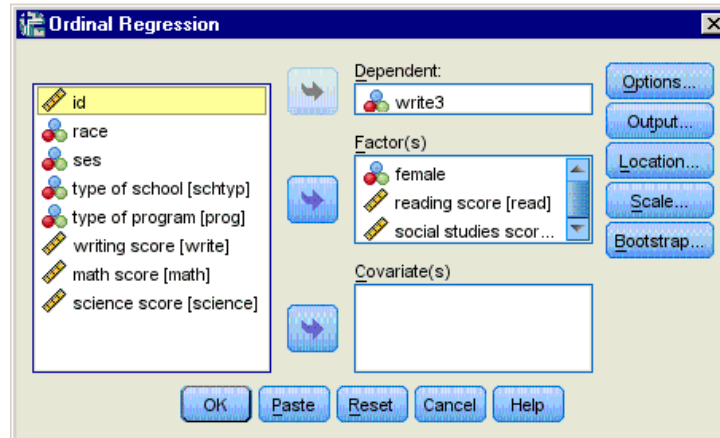 Ordinal Regression
id
race
ses
type of school [schtyp]
type of program [prog]
writing score [write]
math score [math]
science score [science]
Dependent:
write3
Factor(s)
female
reading score [read]
social studies scor...
Covariate(s)
Options...
Output...
Location...
Scale...
Bootstrap...
OK Paste Reset Cancel Help